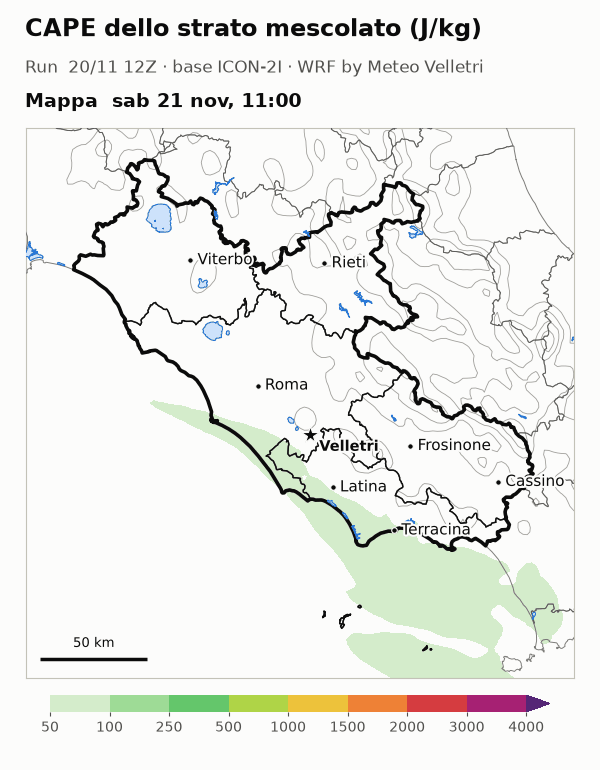 CAPE dello strato mescolato (J/kg)
Run  20/11 12Z · base ICON-2I · WRF by Meteo Velletri
Mappa  sab 21 nov, 11:00
Viterbo
Rieti
Roma
Velletri
Frosinone
Latina
Cassino
Terracina
50 km
50 100 250 500 1000 1500 2000 3000 4000